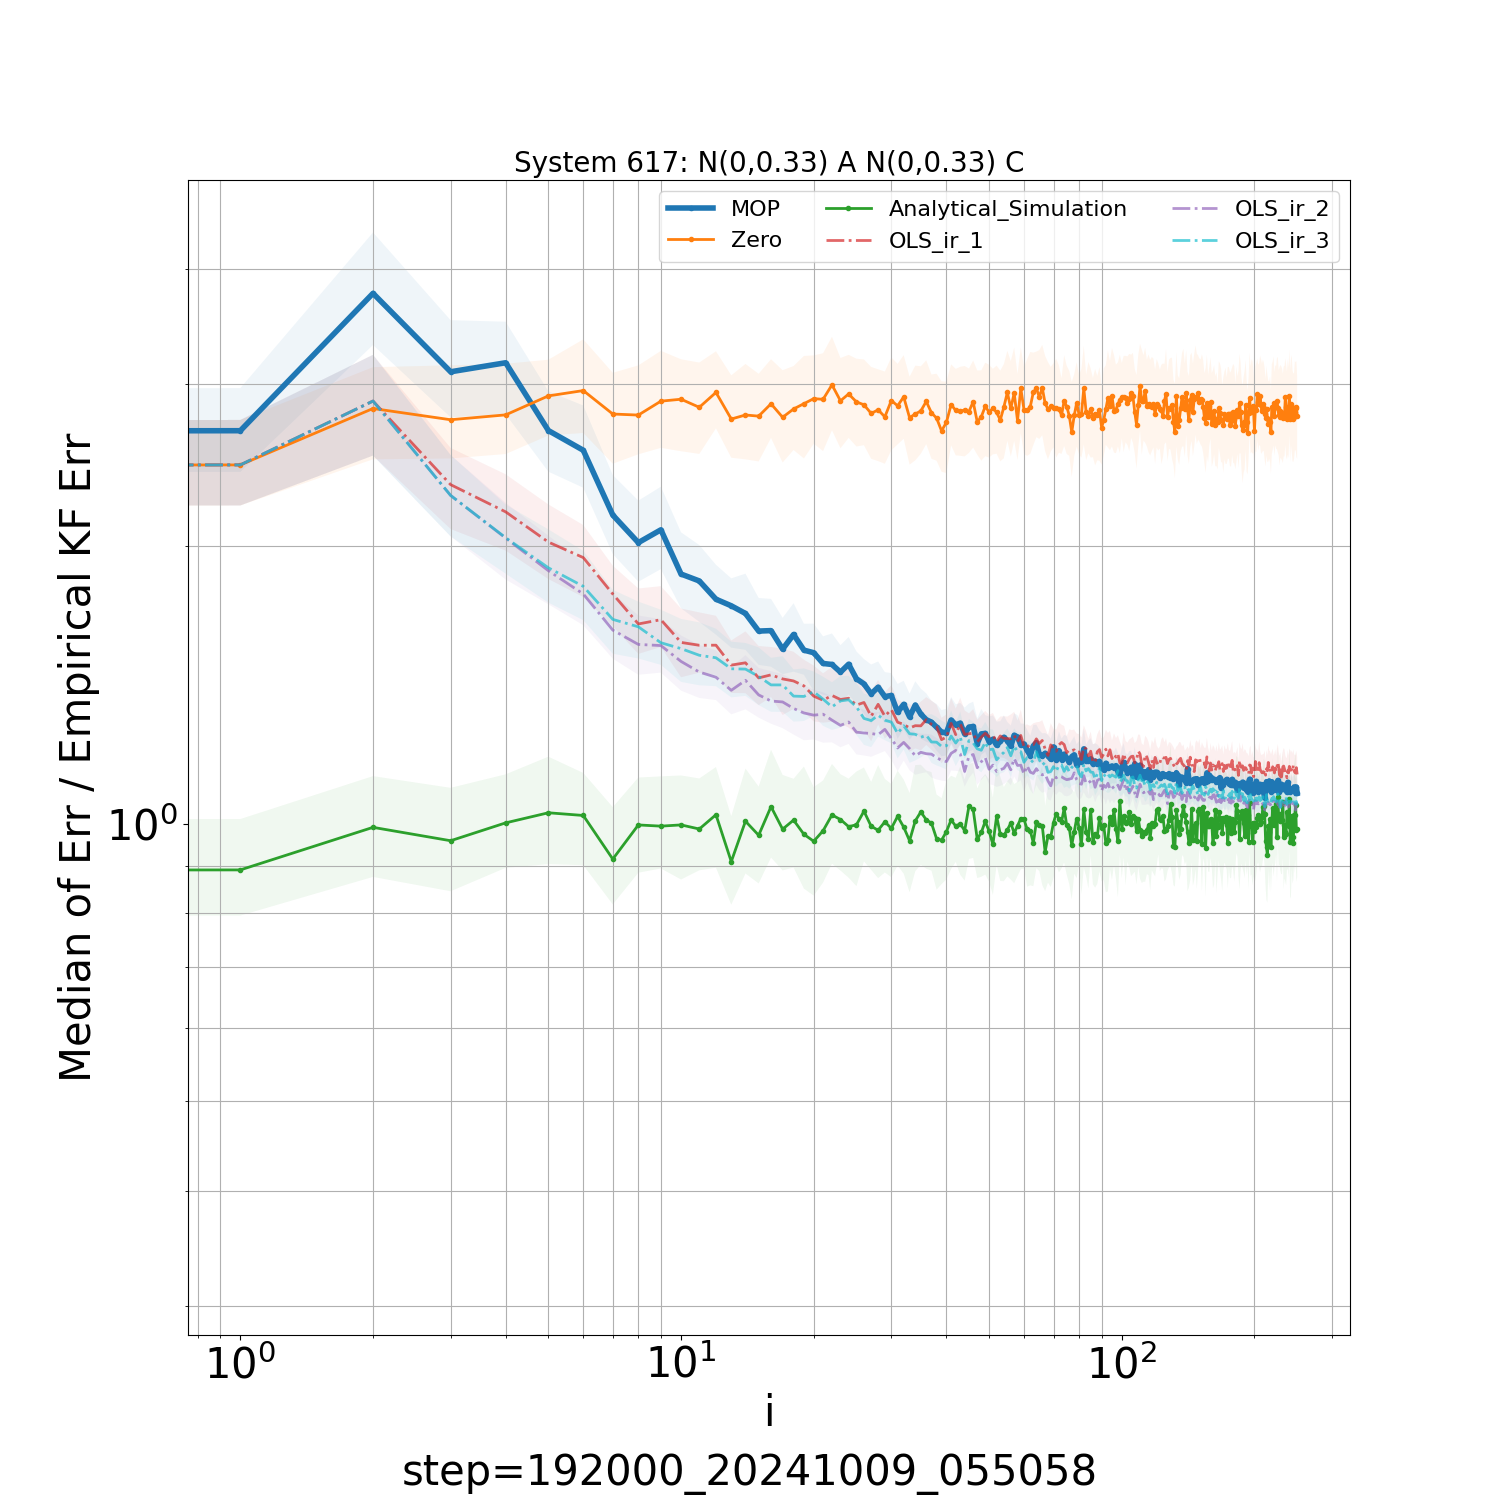 System 617: N(0,0.33) A N(0,0.33) C
MOP
Zero
Analytical_Simulation
OLS_ir_1
OLS_ir_2
OLS_ir_3
Median of Err / Empirical KF Err
10⁰
10⁰
10¹
10²
i
step=192000_20241009_055058